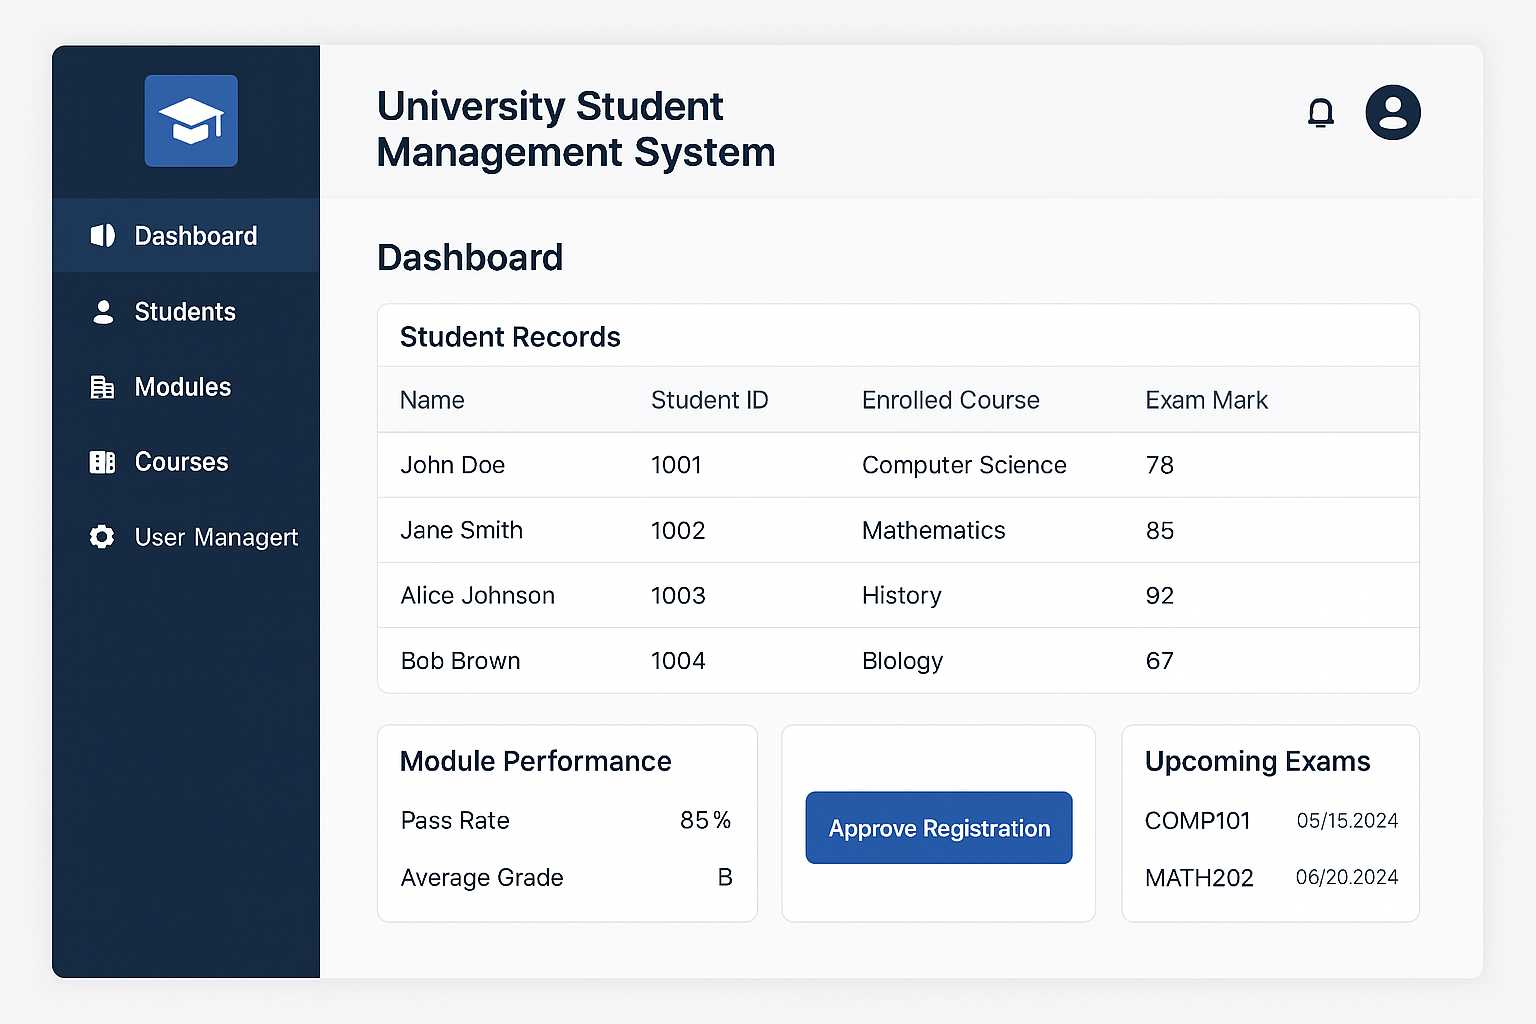 University Student
Management System
Dashboard
Students
Modules
Courses
User Managert
Dashboard
Student Records
Name Student ID Enrolled Course Exam Mark
John Doe 1001 Computer Science 78
Jane Smith 1002 Mathematics 85
Alice Johnson 1003 History 92
Bob Brown 1004 Blology 67
Module Performance
Pass Rate 85%
Average Grade B
Approve Registration
Upcoming Exams
COMP101 05/15.2024
MATH202 06/20.2024